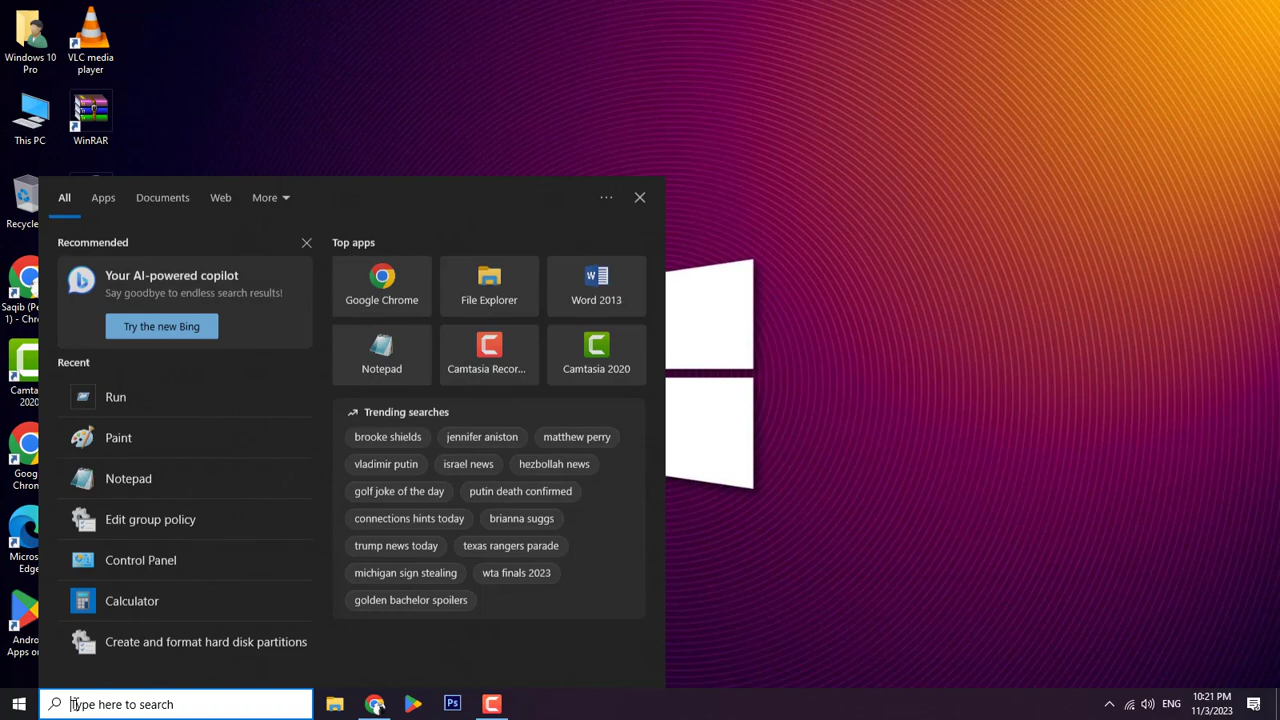 Windows 10
Pro
VLC media
player
This PC
WinRAR
Recycle
Saqib (Pe
1) - Chro
Camta
2020
Goog
Chro
Micros
Edge
Andro
Apps o
All
Apps
Documents
Web
More
Recommended
Your AI-powered copilot
Say goodbye to endless search results!
Try the new Bing
Recent
Run
Paint
Notepad
Edit group policy
Control Panel
Calculator
Create and format hard disk partitions
Top apps
Google Chrome
File Explorer
Word 2013
Notepad
Camtasia Recor...
Camtasia 2020
Trending searches
brooke shields
jennifer aniston
matthew perry
vladimir putin
israel news
hezbollah news
golf joke of the day
putin death confirmed
connections hints today
brianna suggs
trump news today
texas rangers parade
michigan sign stealing
wta finals 2023
golden bachelor spoilers
Type here to search
Ps
ENG
10:21 PM
11/3/2023